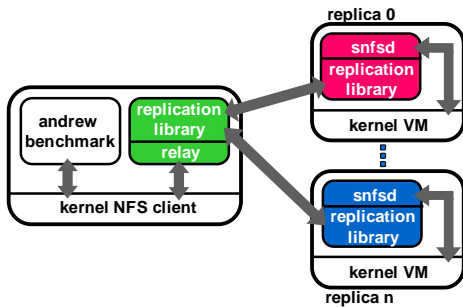 replica 0
snfsd
replication
library
kernel VM
andrew
benchmark
replication
library
relay
kernel NFS client
snfsd
replication
library
kernel VM
replica n